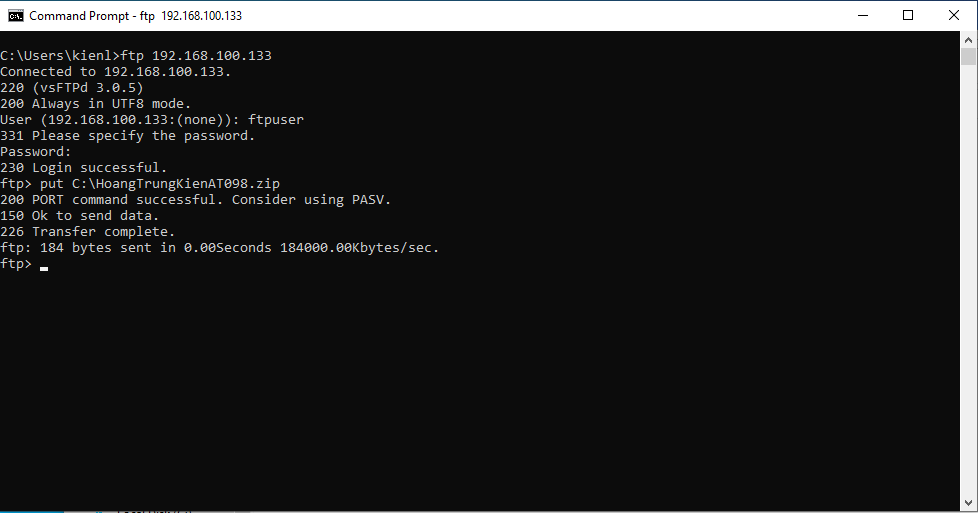 Command Prompt - ftp 192.168.100.133
C:\Users\kienl>ftp 192.168.100.133
Connected to 192.168.100.133.
220 (vsFTPd 3.0.5)
200 Always in UTF8 mode.
User (192.168.100.133:(none)): ftpuser
331 Please specify the password.
Password:
230 Login successful.
ftp> put C:\HoangTrungKienAT098.zip
200 PORT command successful. Consider using PASV.
150 Ok to send data.
226 Transfer complete.
ftp: 184 bytes sent in 0.00Seconds 184000.00Kbytes/sec.
ftp>